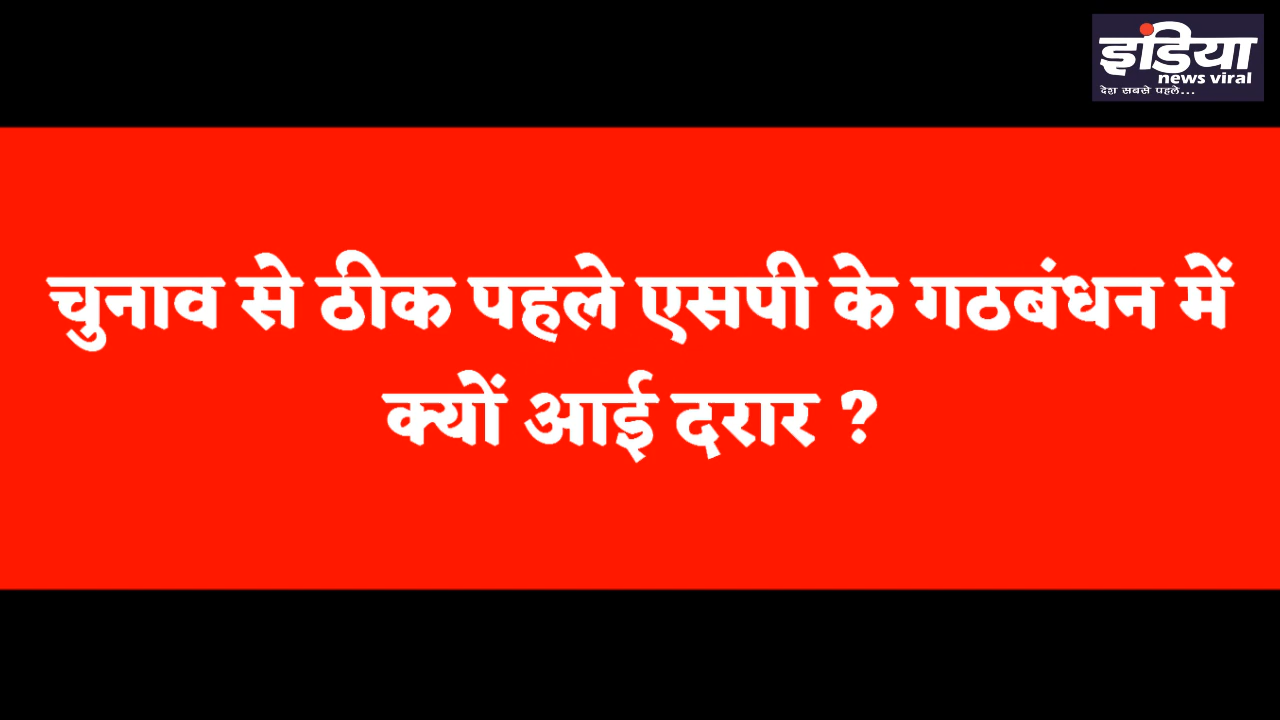 इंडिया
news viral
देश सबसे पहले...
चुनाव से ठीक पहले एसपी के गठबंधन में
क्यों आई दरार ?